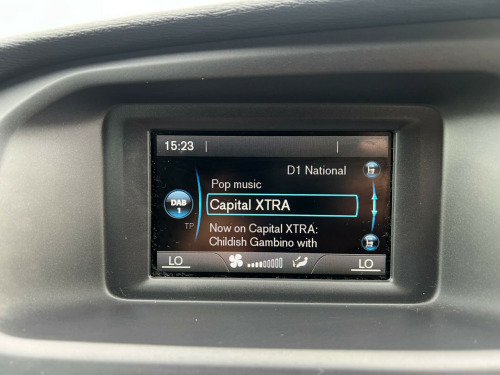 15:23
D1 National
Pop music
DAB
1
Capital XTRA
TP
Now on Capital XTRA:
Childish Gambino with
LO
LO